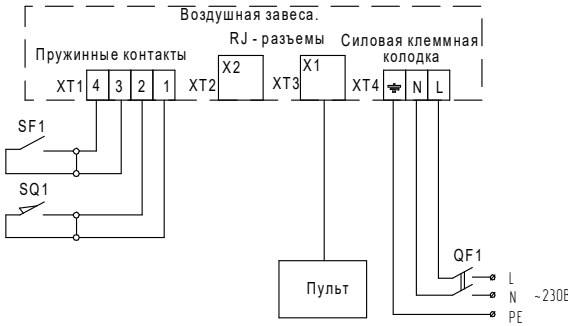 Воздушная завеса.
RJ - разъемы
Силовая клеммная
колодка
Пружинные контакты
XT1 4 3 2 1 XT2 X2 XT3 X1 XT4 N L
SF1
SQ1
Пульт
QF1
L
N ~230В
PE